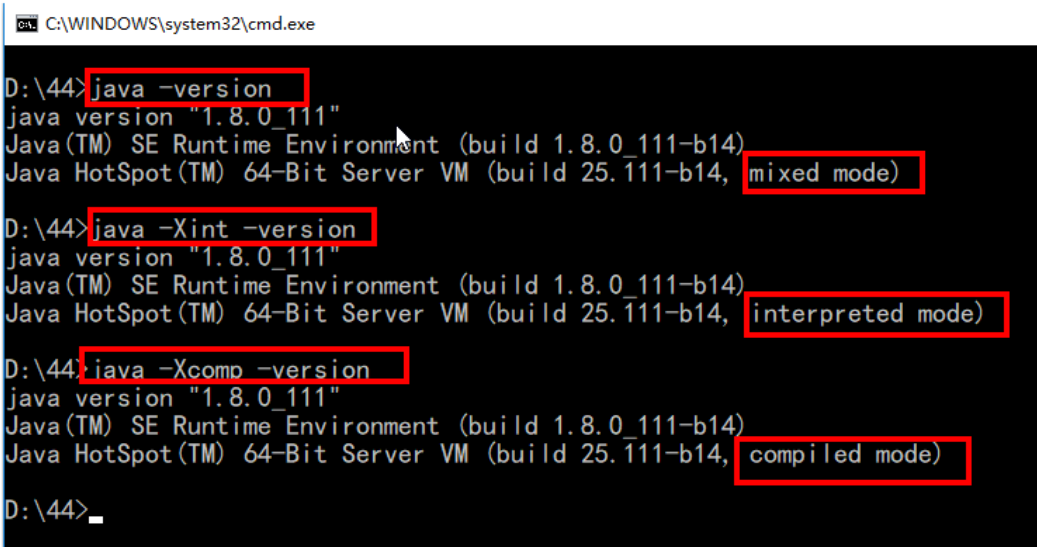 C:\WINDOWS\system32\cmd.exe
D:\44>java -version
java version "1.8.0_111"
Java(TM) SE Runtime Environment (build 1.8.0_111-b14)
Java HotSpot(TM) 64-Bit Server VM (build 25.111-b14, mixed mode)
D:\44>java -Xint -version
java version "1.8.0_111"
Java(TM) SE Runtime Environment (build 1.8.0_111-b14)
Java HotSpot(TM) 64-Bit Server VM (build 25.111-b14, interpreted mode)
D:\44>java -Xcomp -version
java version "1.8.0_111"
Java(TM) SE Runtime Environment (build 1.8.0_111-b14)
Java HotSpot(TM) 64-Bit Server VM (build 25.111-b14, compiled mode)
D:\44>